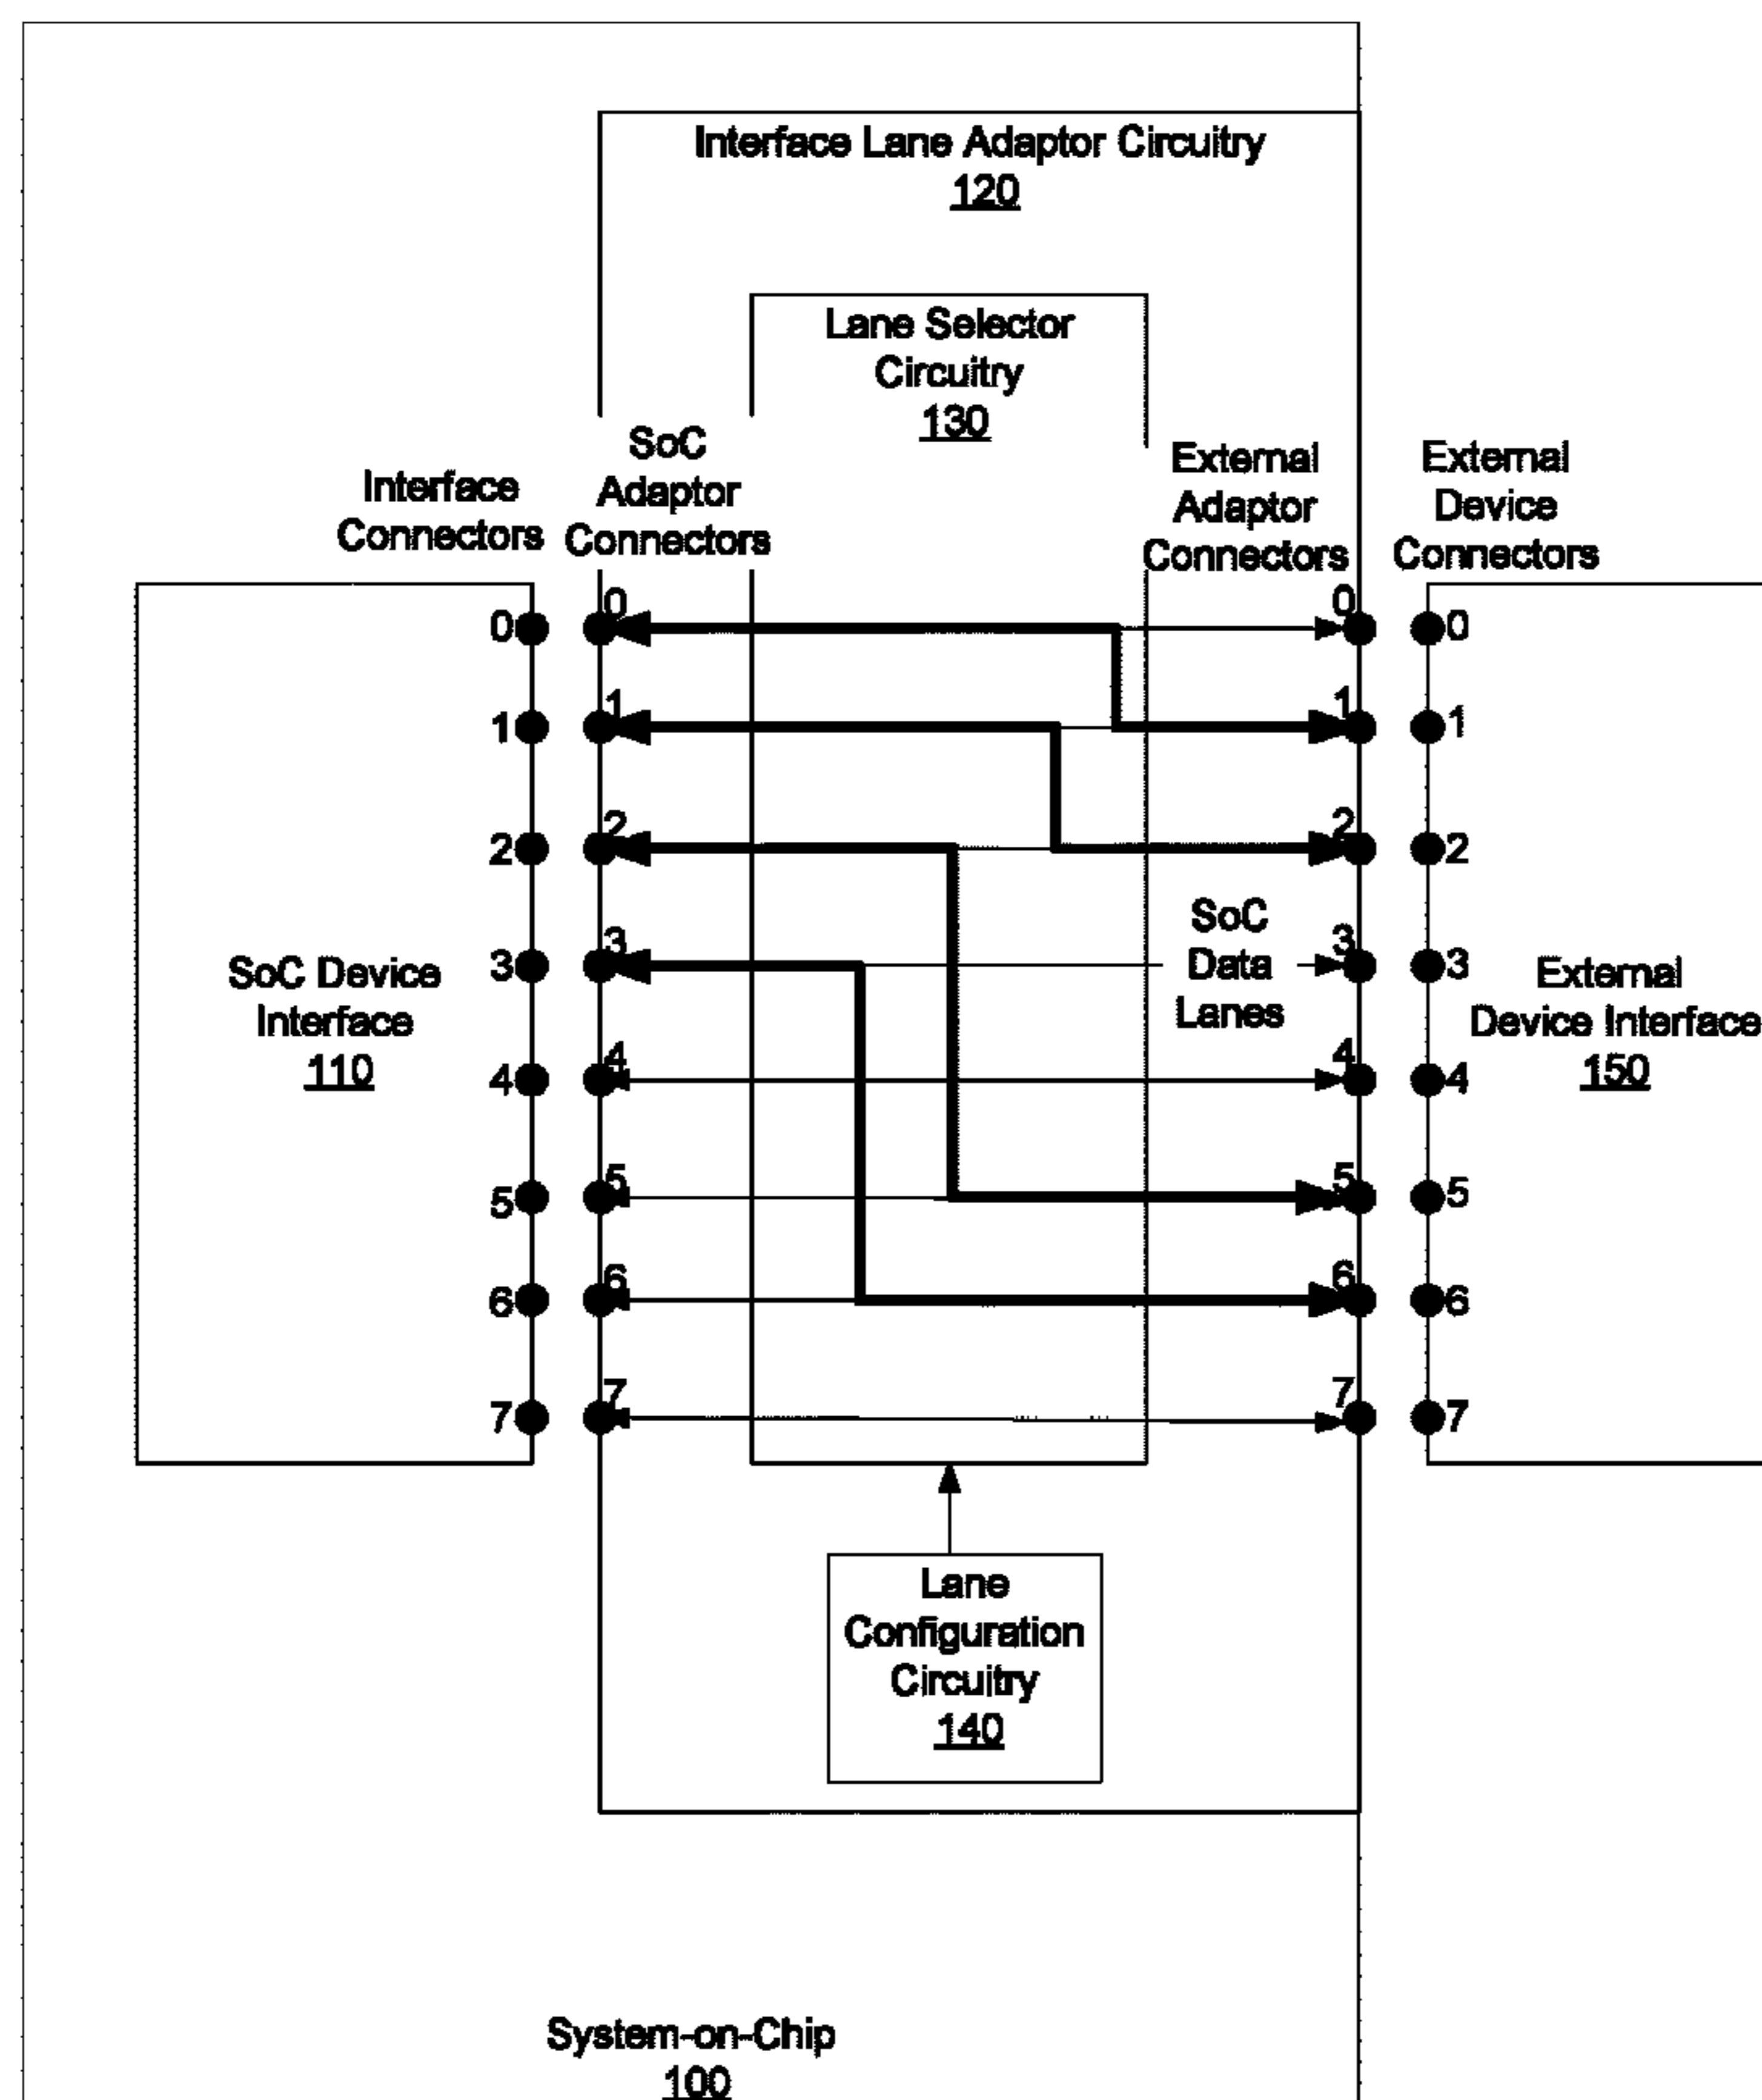 Interface Lane Adaptor Circuitry
120
Lane Selector
Circuitry
130
Interface
Connectors
SoC
Adaptor
Connectors
External
Adaptor
Connectors
External
Device
Connectors
0 0 0 0
1 1 1 1
2 2 2 2
3 3 3 3
4 4 4 4
5 5 5 5
6 6 6 6
7 7 7 7
SoC Device
Interface
110
SoC
Data
Lanes
External
Device Interface
150
Lane
Configuration
Circuitry
140
System-on-Chip
100